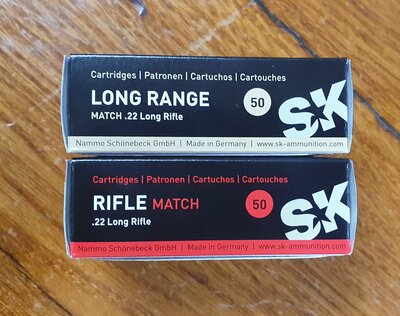 Cartridges | Patronen | Cartuchos | Cartouches
LONG RANGE
50
MATCH .22 Long Rifle
SK
Nammo Schönebeck GmbH | Made in Germany | www.sk-ammunition.com
Cartridges | Patronen | Cartuchos | Cartouches
RIFLE MATCH
50
.22 Long Rifle
SK
Nammo Schönebeck GmbH | Made in Germany | www.sk-ammunition.com